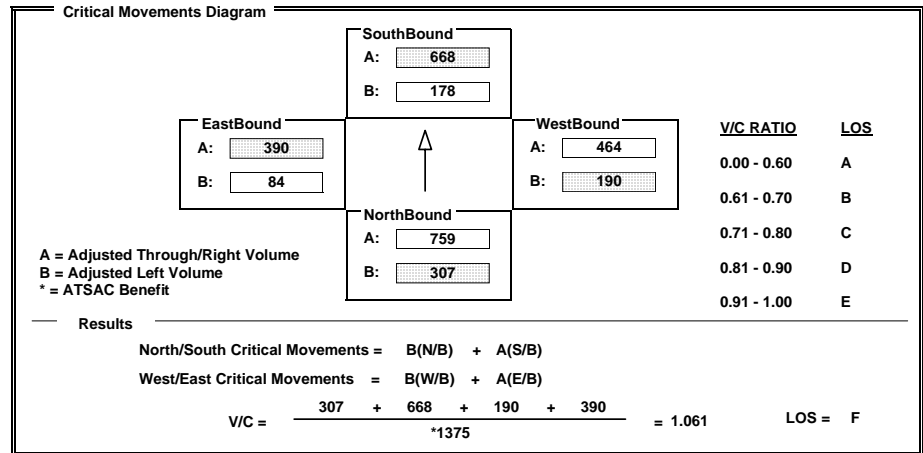 Critical Movements Diagram
SouthBound
A: 668
B: 178
EastBound
A: 390
B: 84
WestBound
A: 464
B: 190
NorthBound
A: 759
B: 307
V/C RATIO LOS
0.00 - 0.60 A
0.61 - 0.70 B
0.71 - 0.80 C
0.81 - 0.90 D
0.91 - 1.00 E
A = Adjusted Through/Right Volume
B = Adjusted Left Volume
* = ATSAC Benefit
Results
North/South Critical Movements = B(N/B) + A(S/B)
West/East Critical Movements = B(W/B) + A(E/B)
V/C = 307 + 668 + 190 + 390 = 1.061 LOS = F
*1375